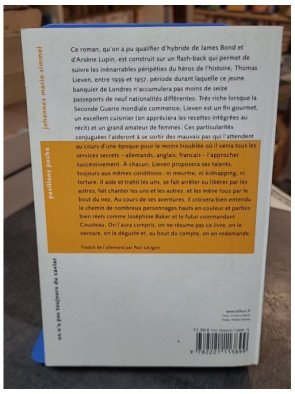 johannes mario simmel
pavillons poche
on n'a pas toujours du caviar
Ce roman, qu'on a pu qualifier d'hybride de James Bond et
d'Arsène Lupin, est construit sur un flash-back qui permet de
suivre les inénarrables péripéties du héros de l'histoire, Thomas
Lieven, entre 1939 et 1957, période durant laquelle ce jeune
banquier de Londres n'accumulera pas moins de seize
passeports de neuf nationalités différentes. Très riche lorsque la
Seconde Guerre mondiale commence, Lieven est un fin gourmet,
un excellent cuisinier (on appréciera les recettes intégrées au
récit) et un grand amateur de femmes. Ces particularités
conjuguées l'aideront à se sortir des mauvais pas qui l'attendent
au cours d'une époque pour le moins troublée où il verra tous les
services secrets – allemands, anglais, français – l'approcher
successivement. À chacun, Lieven proposera ses talents,
toujours aux mêmes conditions : ni meurtre, ni kidnapping, ni
torture. Il aide et trahit les uns, se fait arrêter ou libérer par les
autres, fait chanter les uns et les autres, et les mène tous par le
bout du nez. Au cours de ses aventures, il croisera bien entendu
le chemin de nombreux personnages hauts en couleur et parfois
bien réels comme Joséphine Baker et le futur commandant
Cousteau. On l'aura compris, on ne résume pas ce livre, on le
savoure, on le déguste et, au bout du compte, on en redemande.
Traduit de l'allemand par Paul Lavigne
www.laffont.fr
11,90 €
9 782221 113899